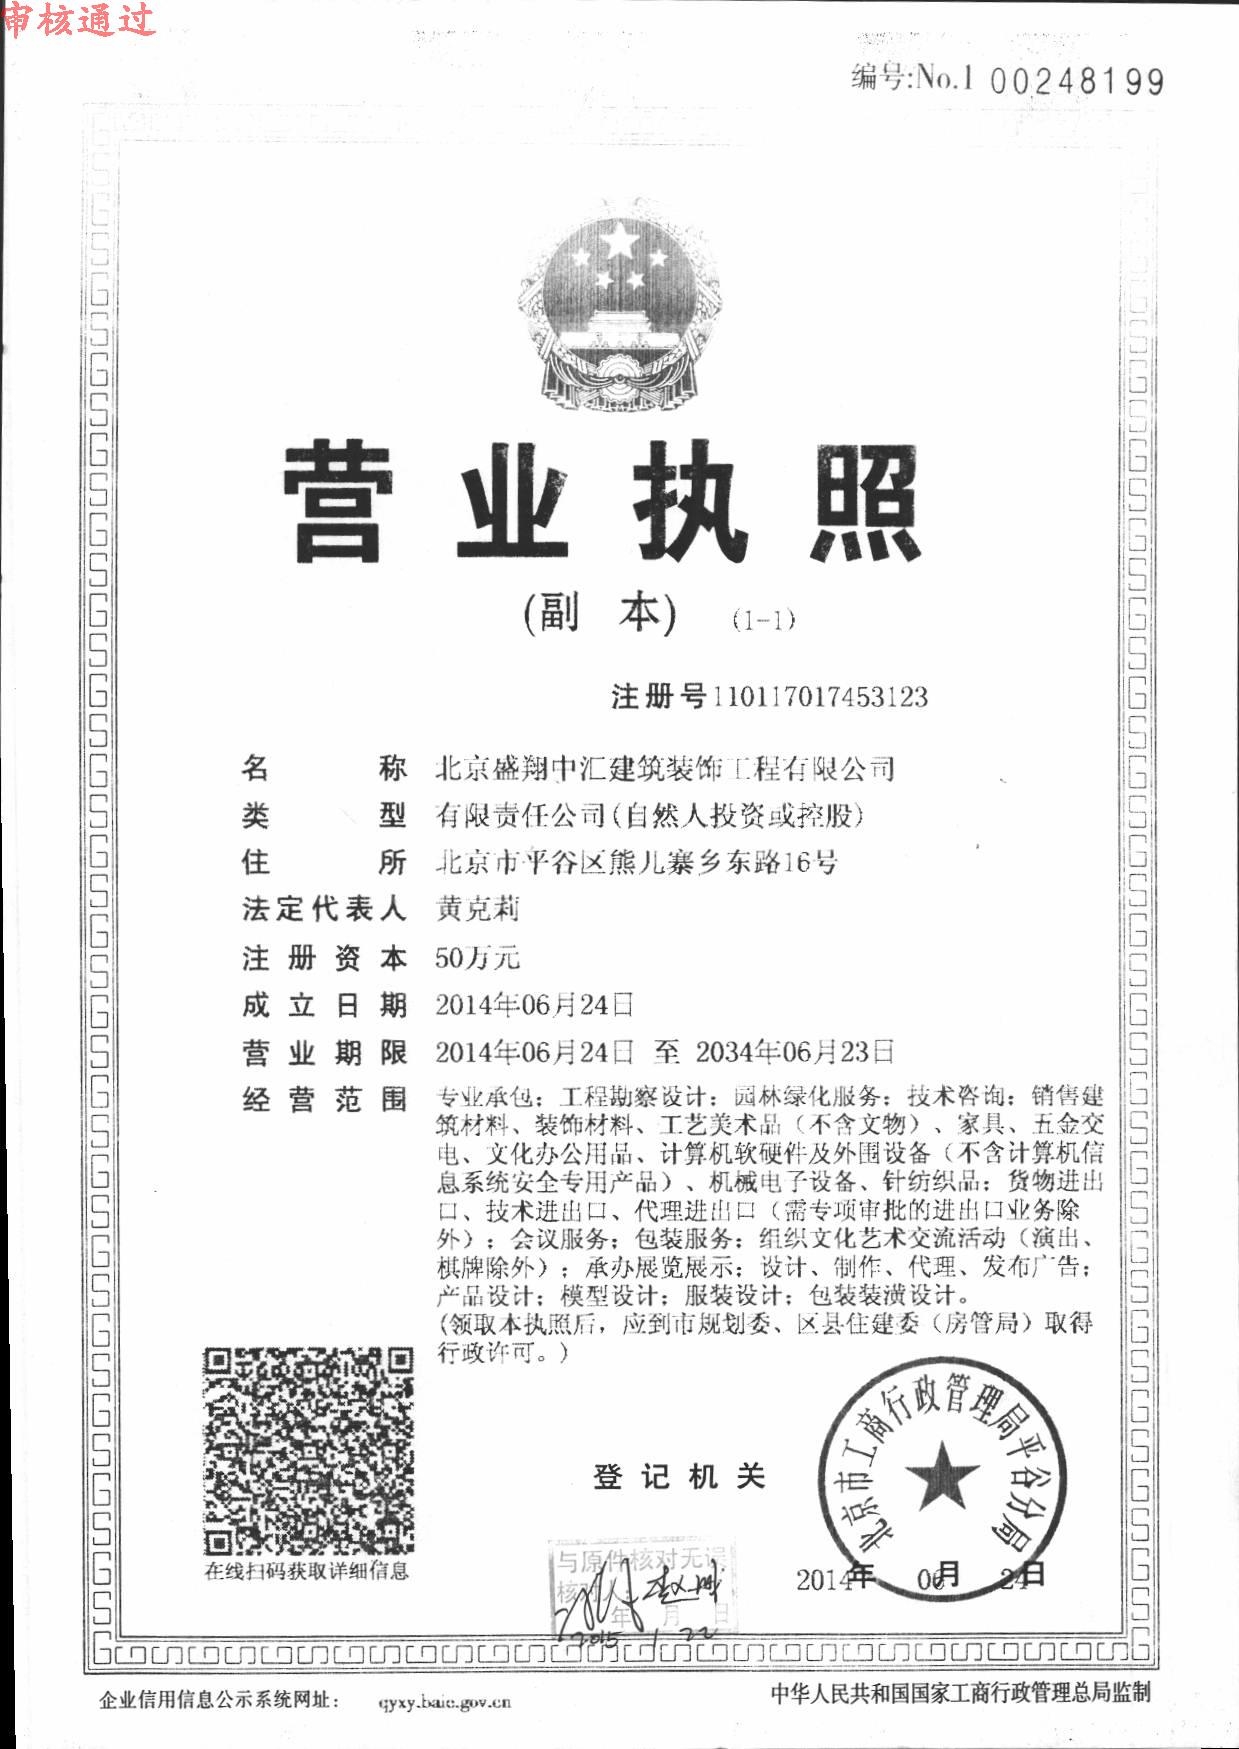 审核通过
编号:No.1 00248199
营业执照
(副 本) (1-1)
注册号110117017453123
名称 北京盛翔中汇建筑装饰工程有限公司
类型 有限责任公司(自然人投资或控股)
住所 北京市平谷区熊儿寨乡东路16号
法定代表人 黄克莉
注册资本 50万元
成立日期 2014年06月24日
营业期限 2014年06月24日 至 2034年06月23日
经营范围 专业承包；工程勘察设计；园林绿化服务；技术咨询；销售建
筑材料、装饰材料、工艺美术品（不含文物）、家具、五金交
电、文化办公用品、计算机软硬件及外围设备（不含计算机信
息系统安全专用产品）、机械电子设备、针纺织品；货物进出
口、技术进出口、代理进出口（需专项审批的进出口业务除
外）；会议服务；包装服务；组织文化艺术交流活动（演出、
棋牌除外）；承办展览展示；设计、制作、代理、发布广告；
产品设计；模型设计；服装设计；包装装潢设计。
(领取本执照后，应到市规划委、区县住建委（房管局）取得
行政许可。)
在线扫码获取详细信息
登记机关
北京市工商行政管理局平谷分局
2014年 06月 24日
与原件核对无误
核对人:
年 月 日
2015 1 22
企业信用信息公示系统网址： qyxy.baic.gov.cn
中华人民共和国国家工商行政管理总局监制